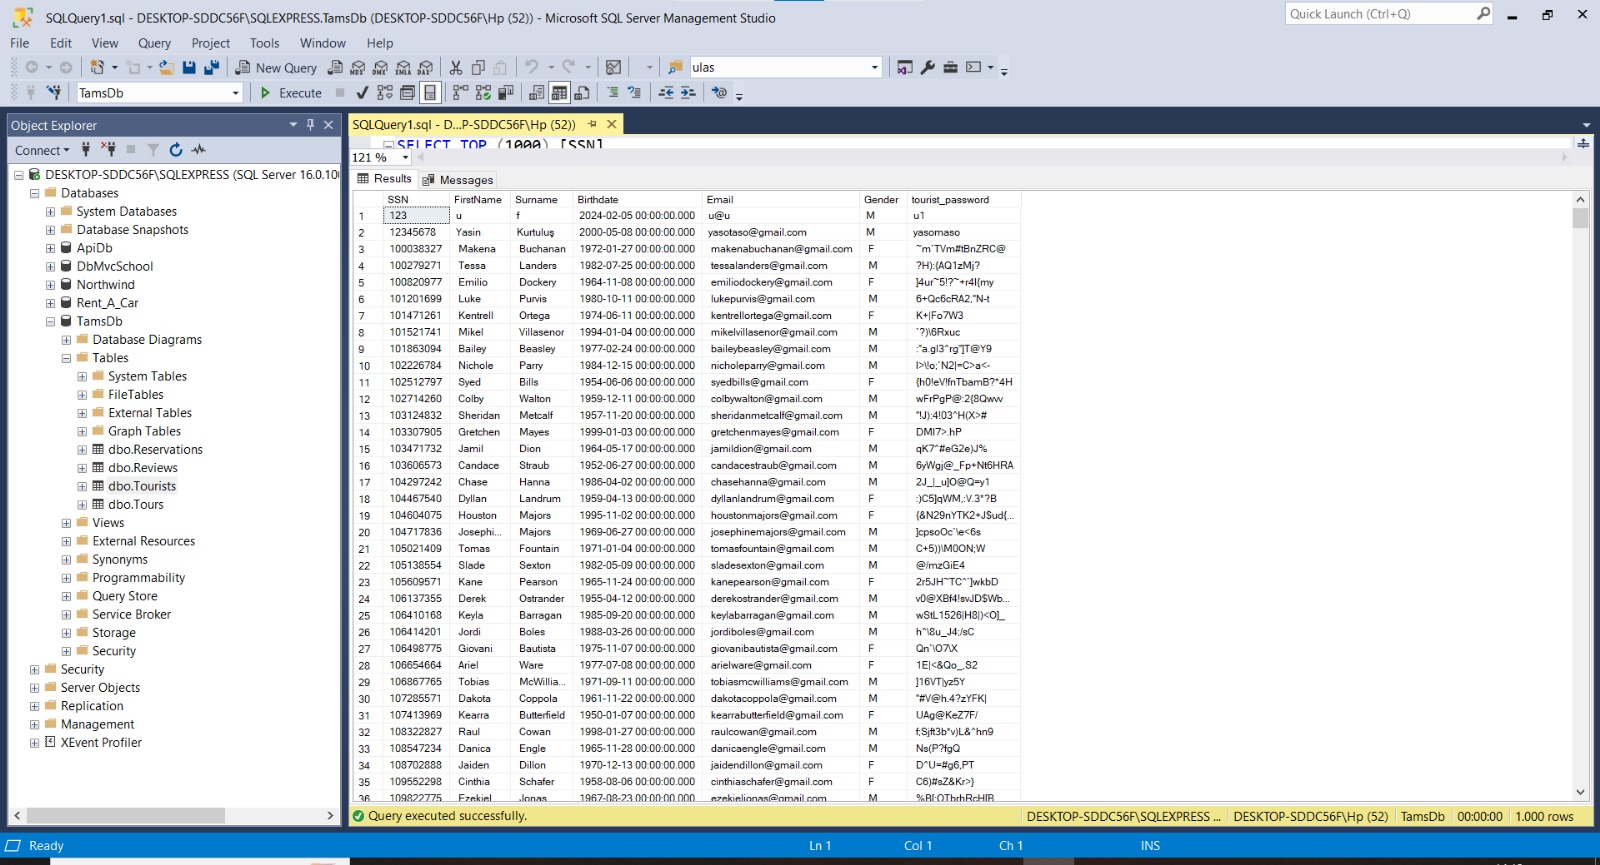 SQLQuery1.sql - DESKTOP-SDDC56F\SQLEXPRESS.TamsDb (DESKTOP-SDDC56F\Hp (52)) - Microsoft SQL Server Management Studio
Quick Launch (Ctrl+Q)
File Edit View Query Project Tools Window Help
New Query MDX DMX XMLA DAX ulas
TamsDb Execute
Object Explorer
SQLQuery1.sql - D...P-SDDC56F\Hp (52))
Connect
SELECT TOP (1000) [SSN]
121 %
Results Messages
DESKTOP-SDDC56F\SQLEXPRESS (SQL Server 16.0.100
Databases
System Databases
Database Snapshots
ApiDb
DbMvcSchool
Northwind
Rent_A_Car
TamsDb
Database Diagrams
Tables
System Tables
FileTables
External Tables
Graph Tables
dbo.Reservations
dbo.Reviews
dbo.Tourists
dbo.Tours
Views
External Resources
Synonyms
Programmability
Query Store
Service Broker
Storage
Security
Security
Server Objects
Replication
Management
XEvent Profiler
SSN FirstName Surname Birthdate Email Gender tourist_password
1 123 u f 2024-02-05 00:00:00.000 u@u M u1
2 12345678 Yasin Kurtuluş 2000-05-08 00:00:00.000 yasotaso@gmail.com M yasomaso
3 100038327 Makena Buchanan 1972-01-27 00:00:00.000 makenabuchanan@gmail.com F ~m`TVm#tBnZRC@
4 100279271 Tessa Landers 1982-07-25 00:00:00.000 tessalanders@gmail.com M ?H):{AQ1zMj?
5 100820977 Emilio Dockery 1964-11-08 00:00:00.000 emiliodockery@gmail.com F ]4ur~5!?~+r4I{my
6 101201699 Luke Purvis 1980-10-11 00:00:00.000 lukepurvis@gmail.com M 6+Qc6cRA2,"N-t
7 101471261 Kentrell Ortega 1974-06-11 00:00:00.000 kentrellortega@gmail.com F K+|Fo7W3
8 101521741 Mikel Villasenor 1994-01-04 00:00:00.000 mikelvillasenor@gmail.com M `?)\6Rxuc
9 101863094 Bailey Beasley 1977-02-24 00:00:00.000 baileybeasley@gmail.com M :"a.gI3^rg"]T@Y9
10 102226784 Nichole Parry 1984-12-15 00:00:00.000 nicholeparry@gmail.com M I>\!o;`N2|=C>a<-
11 102512797 Syed Bills 1954-06-06 00:00:00.000 syedbills@gmail.com F {h0!eV!fnTbamB?*4H
12 102714260 Colby Walton 1959-12-11 00:00:00.000 colbywalton@gmail.com M wFrPgP@:2{8Qwvv
13 103124832 Sheridan Metcalf 1957-11-20 00:00:00.000 sheridanmetcalf@gmail.com M "!J):4!03^H(X>#
14 103307905 Gretchen Mayes 1999-01-03 00:00:00.000 gretchenmayes@gmail.com F DMI7>.hP
15 103471732 Jamil Dion 1964-05-17 00:00:00.000 jamildion@gmail.com M qK7^#eG2e)J%
16 103606573 Candace Straub 1952-06-27 00:00:00.000 candacestraub@gmail.com M 6yWgj@_Fp+Nt6HRA
17 104297242 Chase Hanna 1986-04-02 00:00:00.000 chasehanna@gmail.com M 2J_|_u]O@Q=y1
18 104467540 Dyllan Landrum 1959-04-13 00:00:00.000 dyllanlandrum@gmail.com F :)C5]qWM,:V.3*?B
19 104604075 Houston Majors 1995-11-02 00:00:00.000 houstonmajors@gmail.com F {&N29nYTK2+J$ud{...
20 104717836 Josephi... Majors 1969-06-27 00:00:00.000 josephinemajors@gmail.com M ]cpsoOc`\e<6s
21 105021409 Tomas Fountain 1971-01-04 00:00:00.000 tomasfountain@gmail.com M C+5))\M0ON;W
22 105138554 Slade Sexton 1982-05-09 00:00:00.000 sladesexton@gmail.com M @/mzGiE4
23 105609571 Kane Pearson 1965-11-24 00:00:00.000 kanepearson@gmail.com F 2r5JH~TC^`]wkbD
24 106137355 Derek Ostrander 1955-04-12 00:00:00.000 derekostrander@gmail.com M v0@XBf4!svJD$Wb...
25 106410168 Keyla Barragan 1985-09-20 00:00:00.000 keylabarragan@gmail.com M wStL1526|H8|)<O]_
26 106414201 Jordi Boles 1988-03-26 00:00:00.000 jordiboles@gmail.com M h^\8u_J4;/sC
27 106498775 Giovani Bautista 1975-11-07 00:00:00.000 giovanibautista@gmail.com F Qn`\O7\X
28 106654664 Ariel Ware 1977-07-08 00:00:00.000 arielware@gmail.com F 1E|<&Qo_,S2
29 106867765 Tobias McWillia... 1971-09-11 00:00:00.000 tobiasmcwilliams@gmail.com M ]16VT|yz5Y
30 107285571 Dakota Coppola 1961-11-22 00:00:00.000 dakotacoppola@gmail.com M "#V@h.4?zYFK|
31 107413969 Kearra Butterfield 1950-01-07 00:00:00.000 kearrabutterfield@gmail.com F UAg@KeZ7F/
32 108322827 Raul Cowan 1998-01-27 00:00:00.000 raulcowan@gmail.com M f;Sjft3b*v)L&^hn9
33 108547234 Danica Engle 1965-11-28 00:00:00.000 danicaengle@gmail.com M Ns(P?fgQ
34 108702888 Jaiden Dillon 1970-12-13 00:00:00.000 jaidendillon@gmail.com F D^U=#g6,PT
35 109552298 Cinthia Schafer 1958-08-06 00:00:00.000 cinthiaschafer@gmail.com F C6)#sZ&Kr>}
36 109822775 Ezekiel Jonas 1967-08-23 00:00:00.000 ezekieljonas@gmail.com M
Query executed successfully. DESKTOP-SDDC56F\SQLEXPRESS ... DESKTOP-SDDC56F\Hp (52) TamsDb 00:00:00 1.000 rows
Ready Ln 1 Col 1 Ch 1 INS